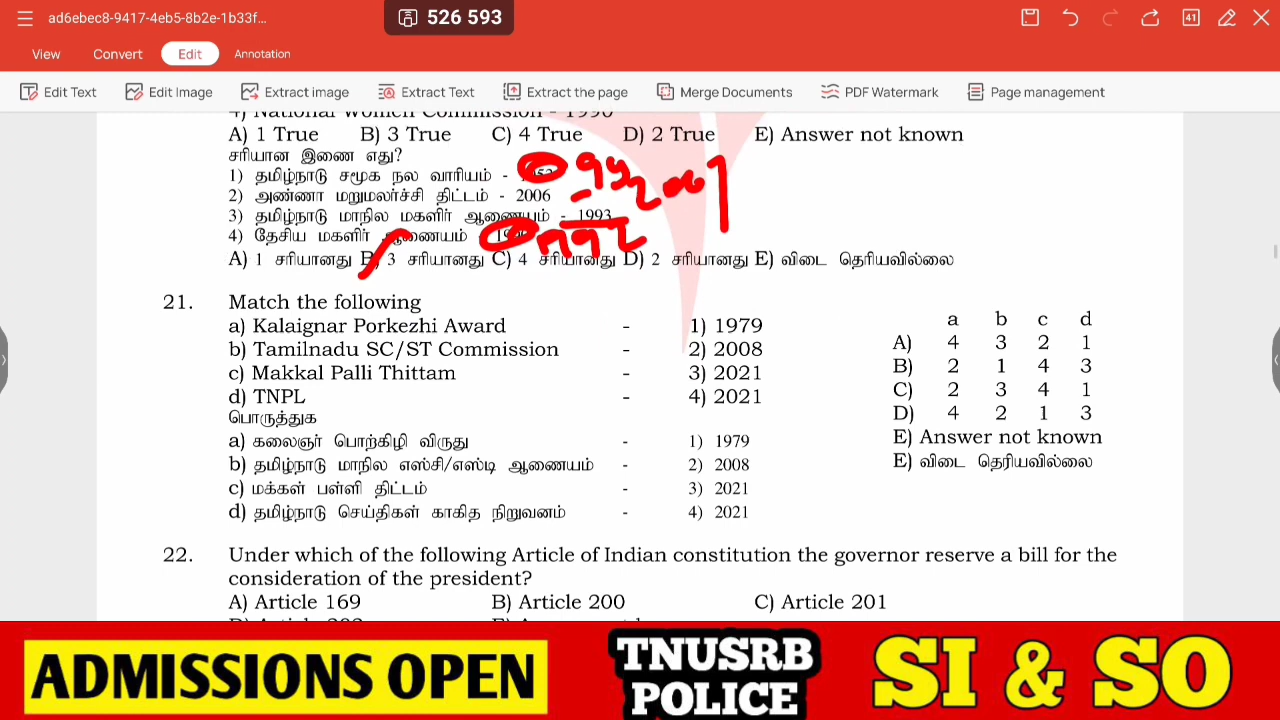 ad6ebec8-9417-4eb5-8b2e-1b33f...
526 593
41
View Convert Edit Annotation
Edit Text Edit Image Extract image Extract Text Extract the page Merge Documents PDF Watermark Page management
4) National Women Commission - 1990
A) 1 True B) 3 True C) 4 True D) 2 True E) Answer not known
சரியான இணை எது?
1) தமிழ்நாடு சமூக நல வாரியம் -
2) அண்ணா மறுமலர்ச்சி திட்டம் - 2006
3) தமிழ்நாடு மாநில மகளிர் ஆணையம் - 1993
4) தேசிய மகளிர் ஆணையம் -
A) 1 சரியானது B) 3 சரியானது C) 4 சரியானது D) 2 சரியானது E) விடை தெரியவில்லை
21. Match the following
a) Kalaignar Porkezhi Award - 1) 1979
b) Tamilnadu SC/ST Commission - 2) 2008
c) Makkal Palli Thittam - 3) 2021
d) TNPL - 4) 2021
a b c d
A) 4 3 2 1
B) 2 1 4 3
C) 2 3 4 1
D) 4 2 1 3
E) Answer not known
E) விடை தெரியவில்லை
பொருத்துக
a) கலைஞர் பொற்கிழி விருது - 1) 1979
b) தமிழ்நாடு மாநில எஸ்சி/எஸ்டி ஆணையம் - 2) 2008
c) மக்கள் பள்ளி திட்டம் - 3) 2021
d) தமிழ்நாடு செய்திகள் காகித நிறுவனம் - 4) 2021
22. Under which of the following Article of Indian constitution the governor reserve a bill for the
consideration of the president?
A) Article 169 B) Article 200 C) Article 201
ADMISSIONS OPEN
TNUSRB
POLICE
SI & SO